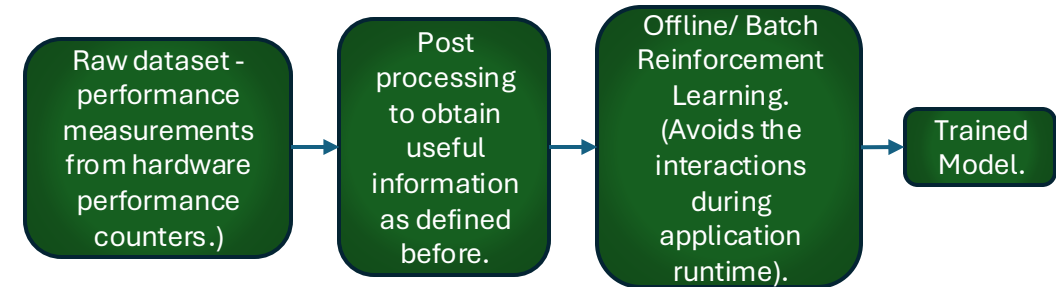 Raw dataset -
performance
measurements
from hardware
performance
counters.)
Post
processing
to obtain
useful
information
as defined
before.
Offline/ Batch
Reinforcement
Learning.
(Avoids the
interactions
during
application
runtime).
Trained
Model.